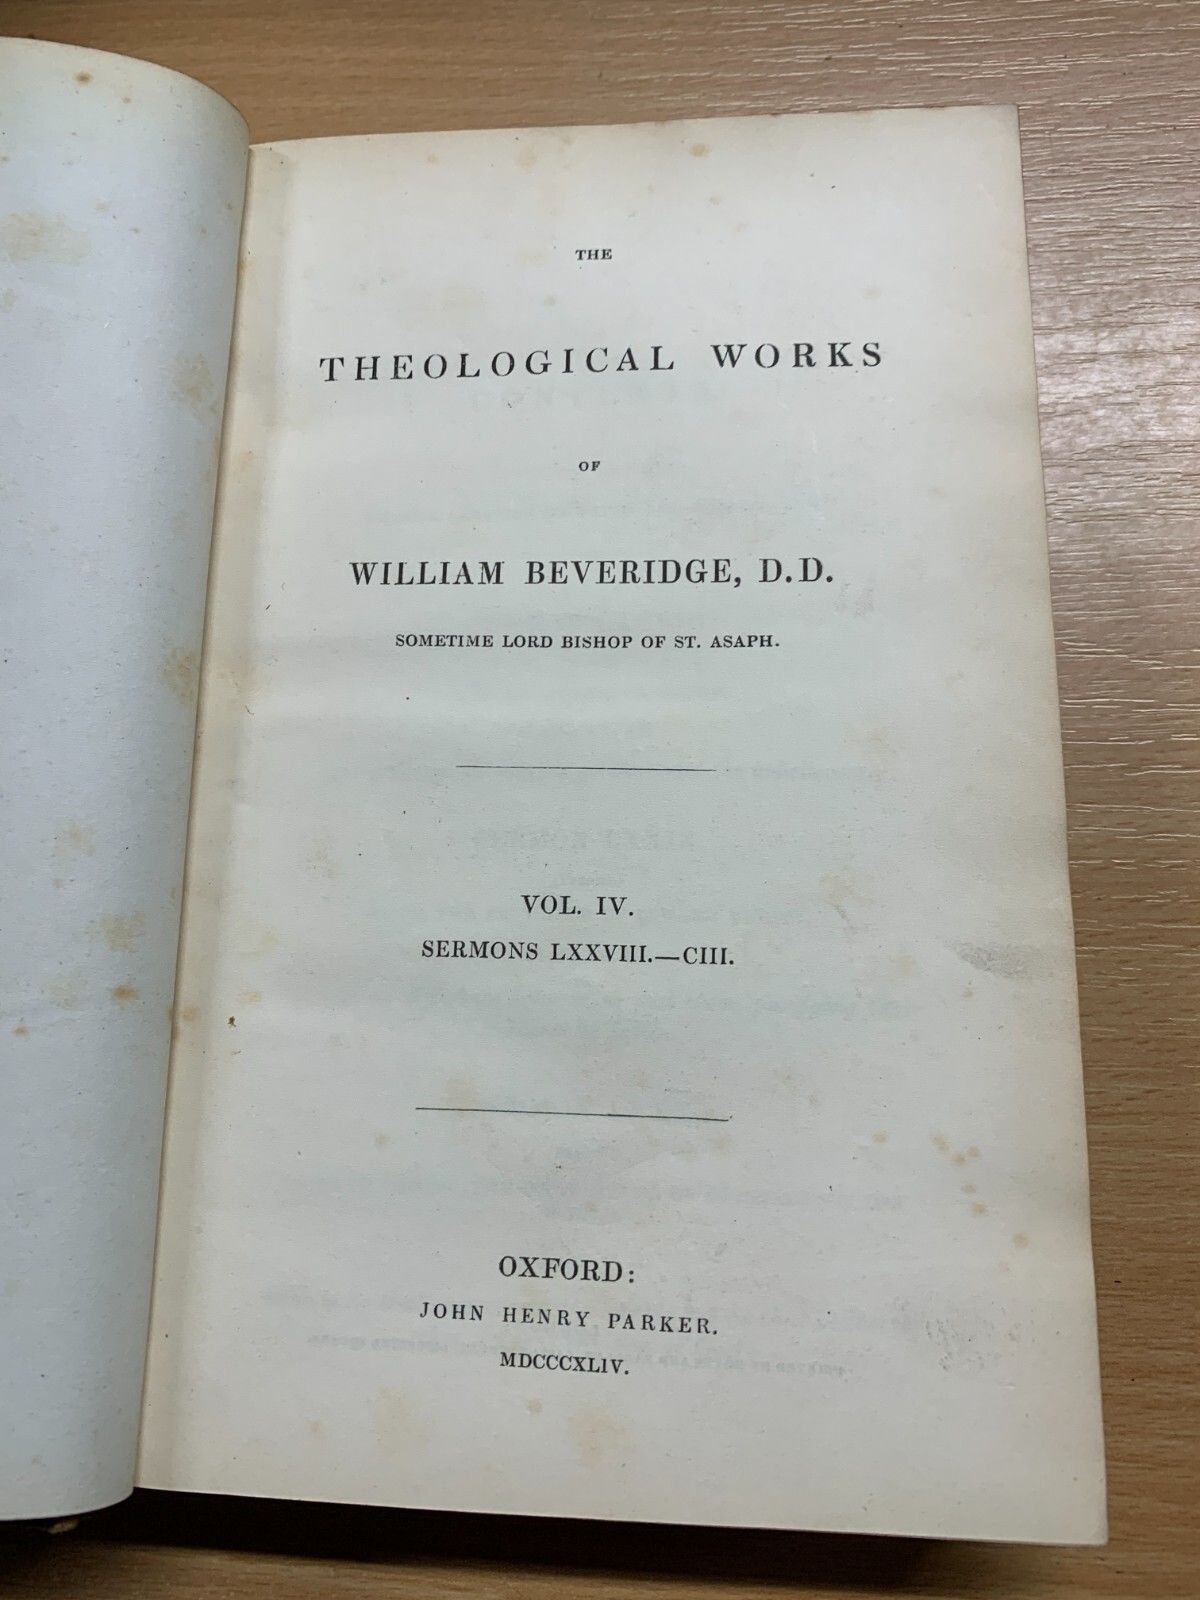 THE
THEOLOGICAL WORKS
OF
WILLIAM BEVERIDGE, D.D.
SOMETIME LORD BISHOP OF ST. ASAPH.
VOL. IV.
SERMONS LXXVIII.—CIII.
OXFORD:
JOHN HENRY PARKER.
MDCCCXLIV.